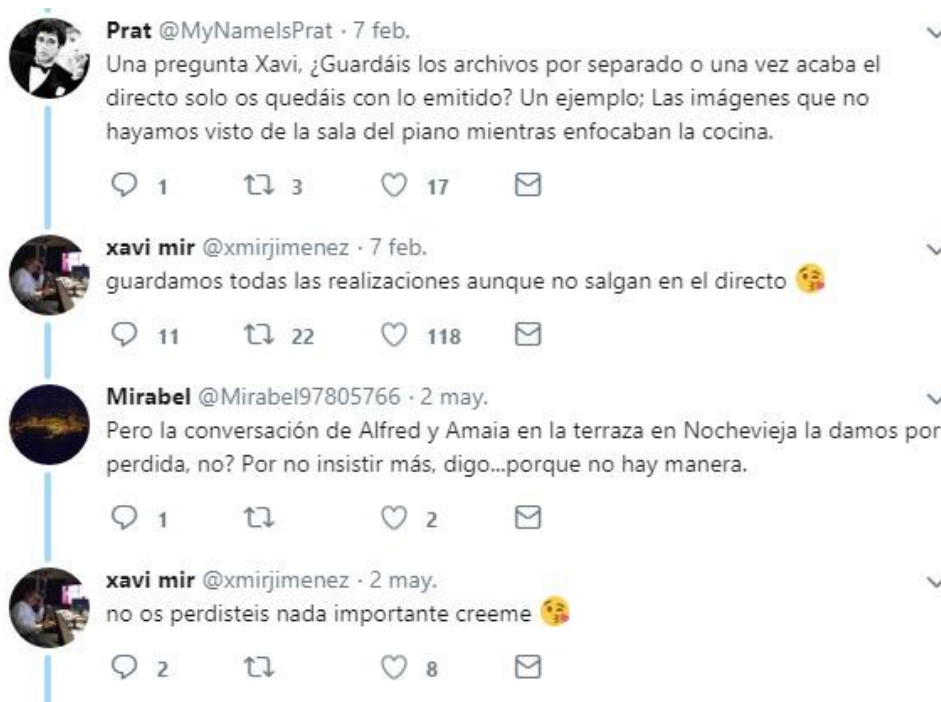 Prat @MyNameIsPrat · 7 feb.
Una pregunta Xavi, ¿Guardáis los archivos por separado o una vez acaba el
directo solo os quedáis con lo emitido? Un ejemplo; Las imágenes que no
hayamos visto de la sala del piano mientras enfocaban la cocina.
1 3 17
xavi mir @xmirjimenez · 7 feb.
guardamos todas las realizaciones aunque no salgan en el directo 😘
11 22 118
Mirabel @Mirabel97805766 · 2 may.
Pero la conversación de Alfred y Amaia en la terraza en Nochevieja la damos por
perdida, no? Por no insistir más, digo...porque no hay manera.
1 2
xavi mir @xmirjimenez · 2 may.
no os perdisteis nada importante creeme 😘
2 8